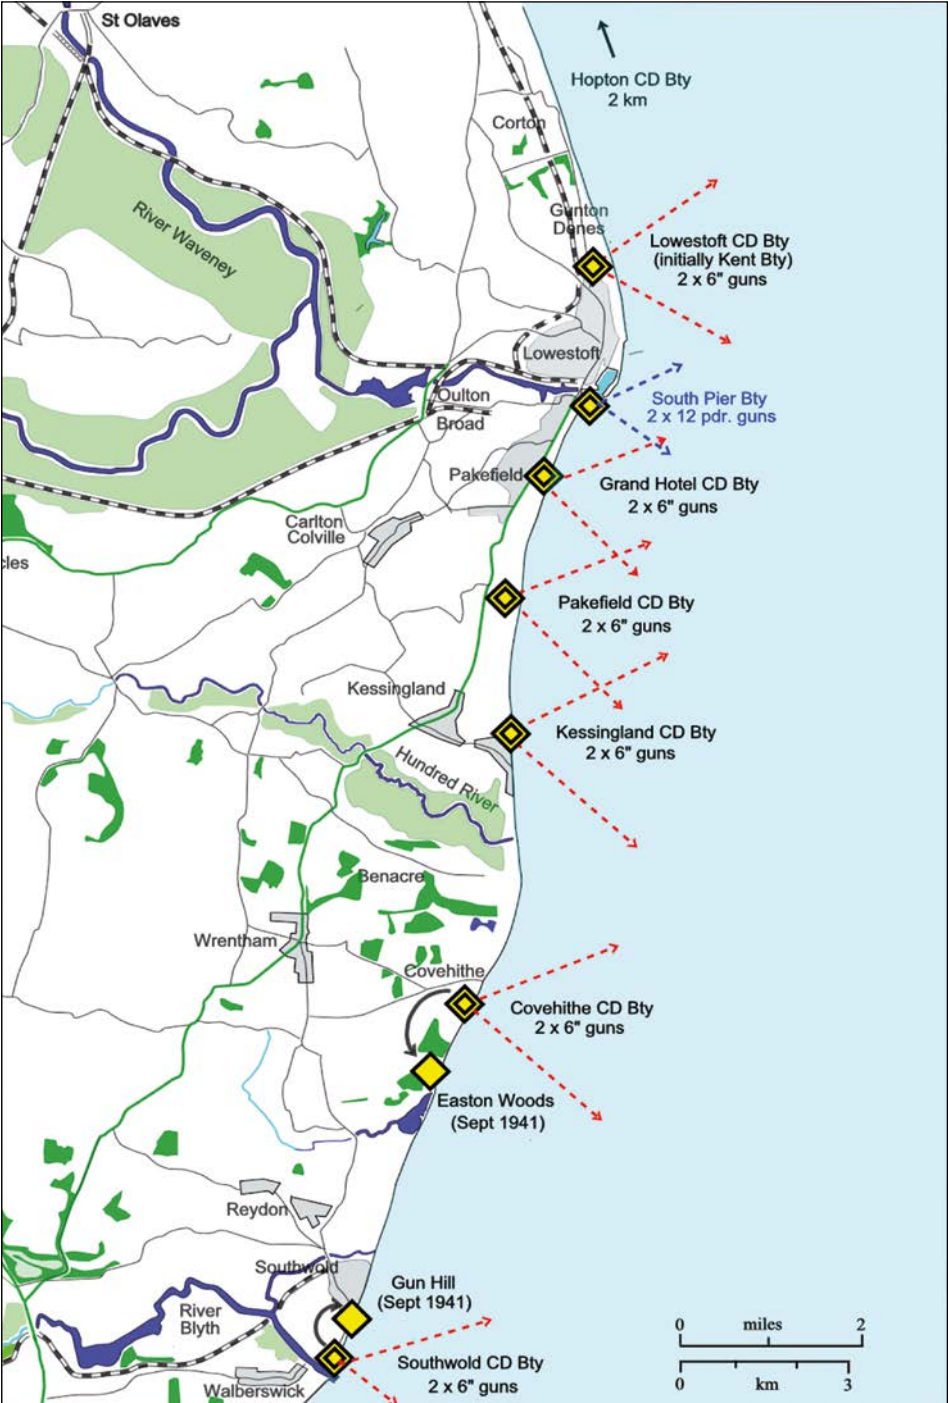 St Olaves
Hopton CD Bty
2 km
Corton
River Waveney
Gunton
Denes
Lowestoft CD Bty
(initially Kent Bty)
2 x 6" guns
Lowestoft
Oulton
Broad
South Pier Bty
2 x 12 pdr. guns
Pakefield
Grand Hotel CD Bty
2 x 6" guns
Carlton
Colville
cles
Pakefield CD Bty
2 x 6" guns
Kessingland
Kessingland CD Bty
2 x 6" guns
Hundred River
Benacre
Wrentham
Covehithe
Covehithe CD Bty
2 x 6" guns
Easton Woods
(Sept 1941)
Reydon
Southwold
Gun Hill
(Sept 1941)
River
Blyth
Southwold CD Bty
2 x 6" guns
Walberswick
0 miles 2
0 km 3